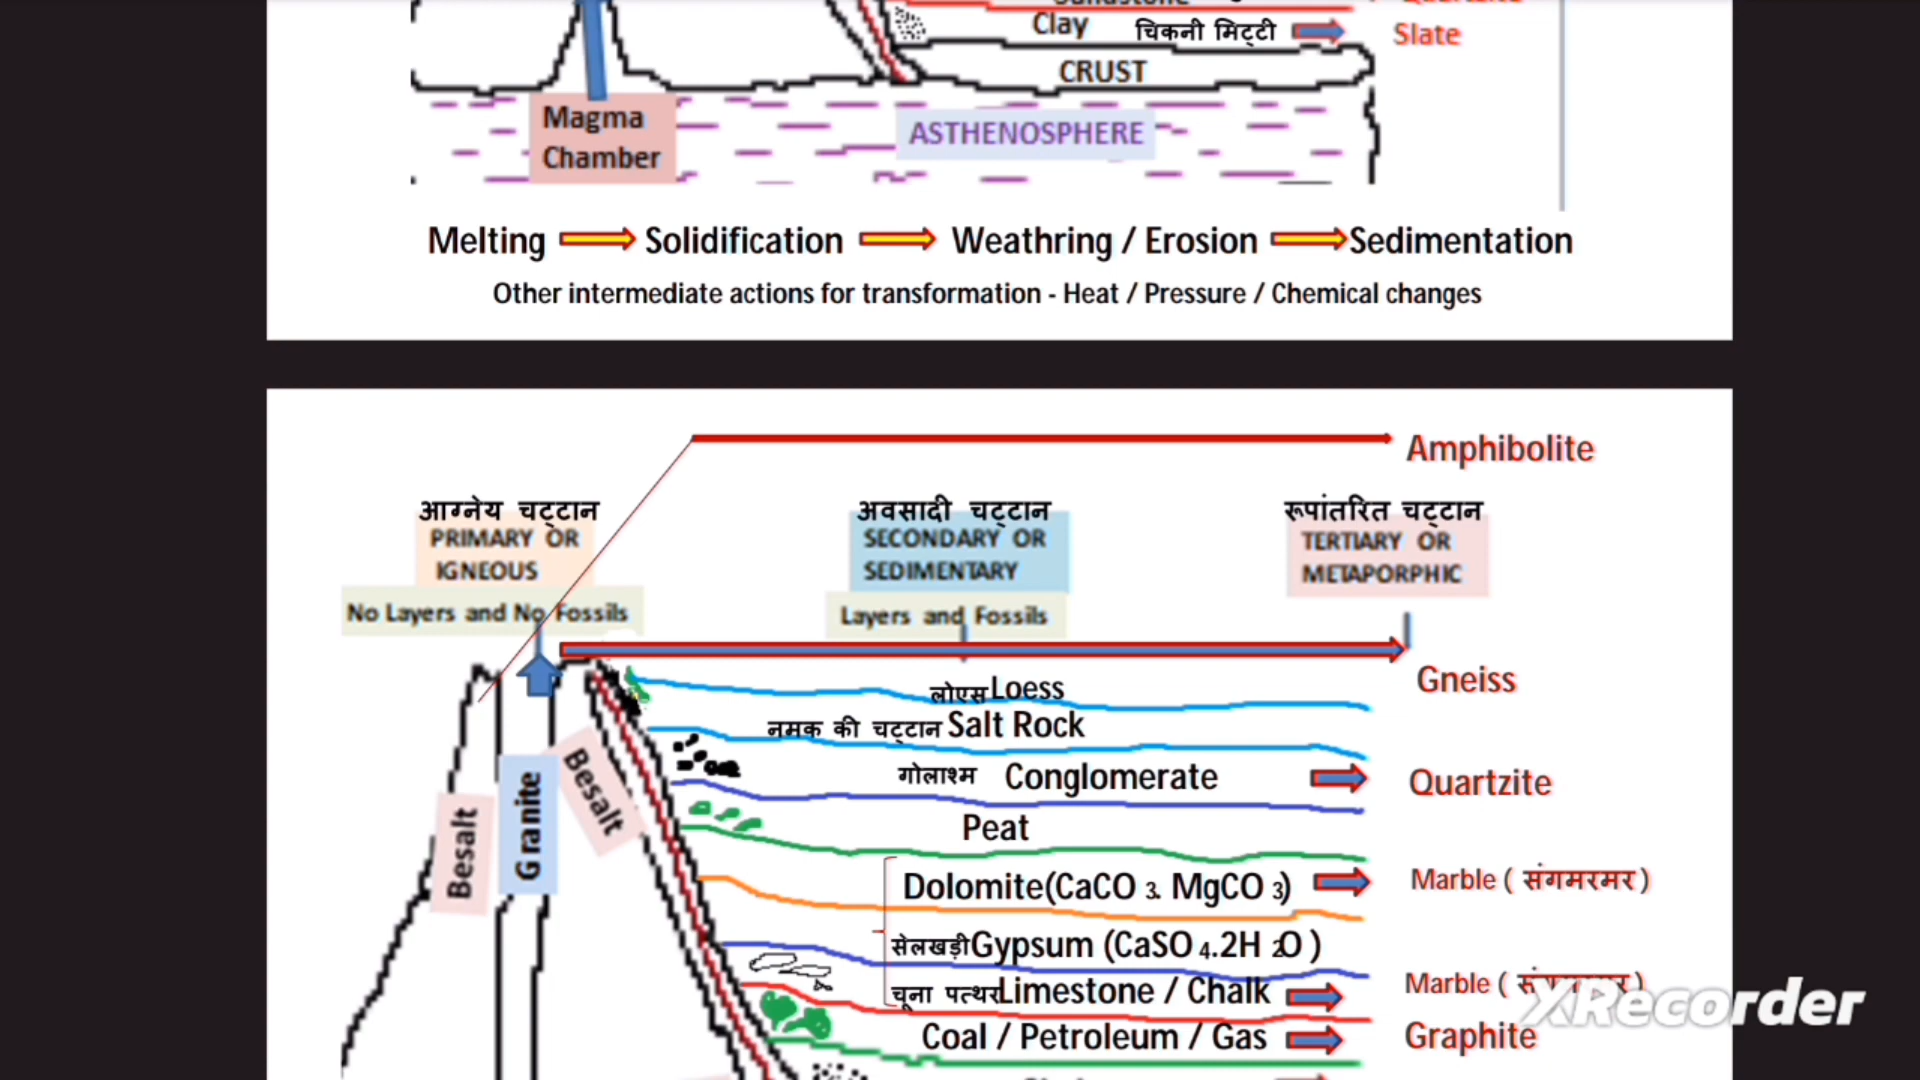 Clay चिकनी मिट्टी Slate
CRUST
Magma
Chamber
ASTHENOSPHERE
Melting Solidification Weathring / Erosion Sedimentation
Other intermediate actions for transformation - Heat / Pressure / Chemical changes
Amphibolite
आग्नेय चट्टान
PRIMARY OR
IGNEOUS
No Layers and No Fossils
अवसादी चट्टान
SECONDARY OR
SEDIMENTARY
Layers and Fossils
रूपांतरित चट्टान
TERTIARY OR
METAPORPHIC
Gneiss
लोएस Loess
नमक की चट्टान Salt Rock
गोलाश्म Conglomerate Quartzite
Peat
Besalt
Granite
Besalt
Dolomite(CaCO 3. MgCO 3) Marble ( संगमरमर )
सेलखड़ी Gypsum (CaSO 4.2H 2O )
चूना पत्थर Limestone / Chalk Marble (
Coal / Petroleum / Gas Graphite
XRecorder